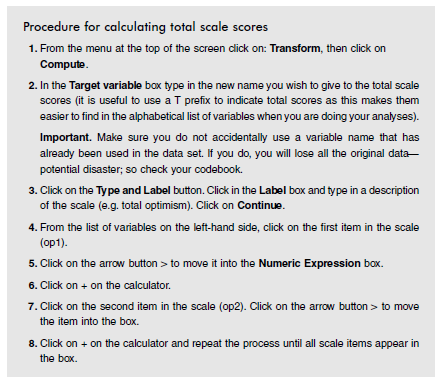 Procedure for calculating total scale scores
1. From the menu at the top of the screen click on: Transform, then click on
Compute.
2. In the Target variable box type in the new name you wish to give to the total scale
scores (it is useful to use a T prefix to indicate total scores as this makes them
easier to find in the alphabetical list of variables when you are doing your analyses).
Important. Make sure you do not accidentally use a variable name that has
already been used in the data set. If you do, you will lose all the original data—
potential disaster; so check your codebook.
3. Click on the Type and Label button. Click in the Label box and type in a description
of the scale (e.g. total optimism). Click on Continue.
4. From the list of variables on the left-hand side, click on the first item in the scale
(op1).
5. Click on the arrow button > to move it into the Numeric Expression box.
6. Click on + on the calculator.
7. Click on the second item in the scale (op2). Click on the arrow button > to move
the item into the box.
8. Click on + on the calculator and repeat the process until all scale items appear in
the box.